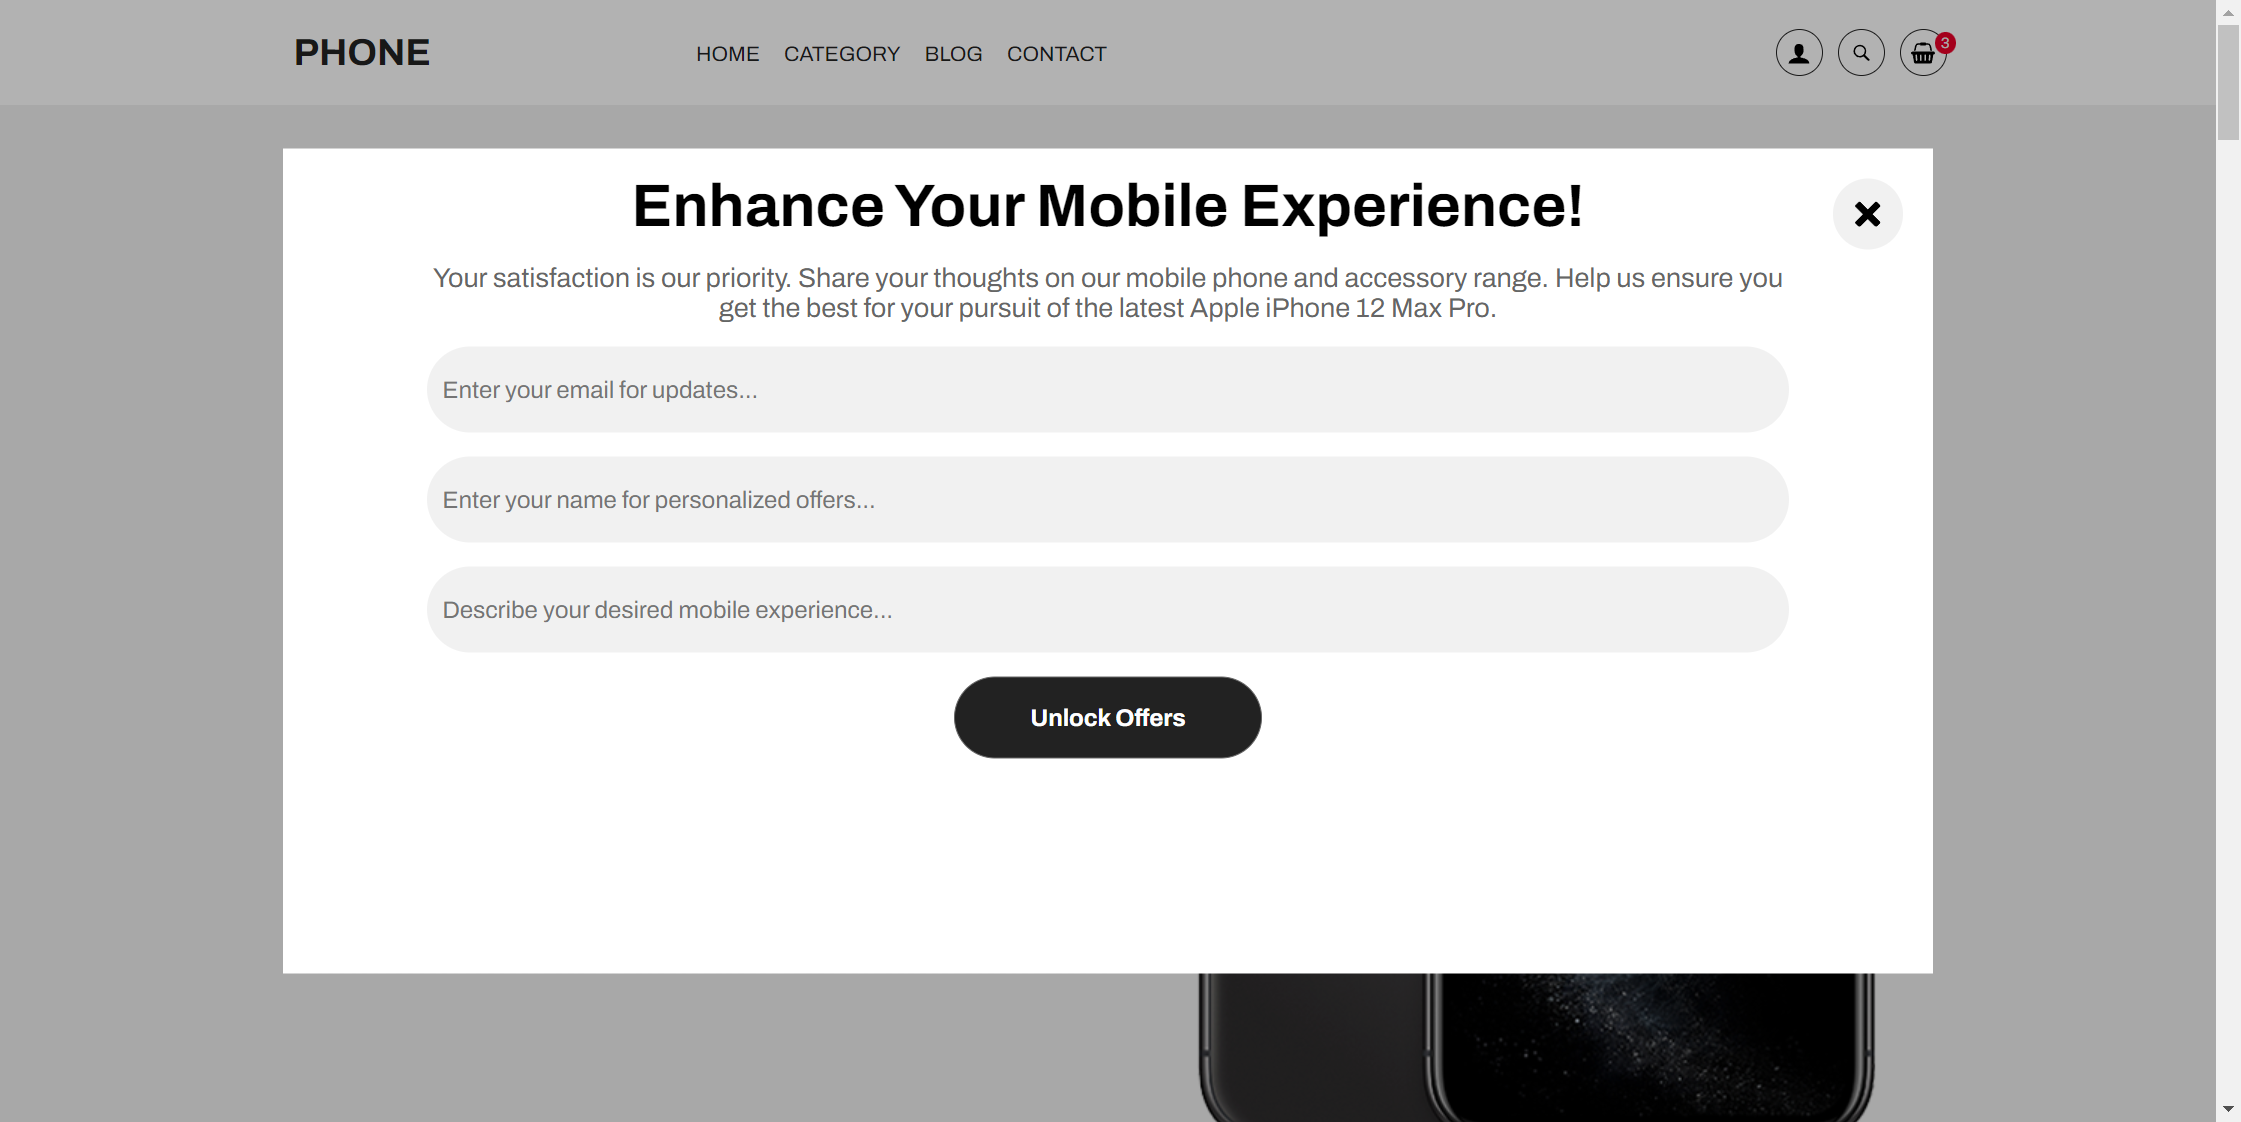 PHONE
HOME CATEGORY BLOG CONTACT
3
Enhance Your Mobile Experience!
Your satisfaction is our priority. Share your thoughts on our mobile phone and accessory range. Help us ensure you
get the best for your pursuit of the latest Apple iPhone 12 Max Pro.
Enter your email for updates...
Enter your name for personalized offers...
Describe your desired mobile experience...
Unlock Offers